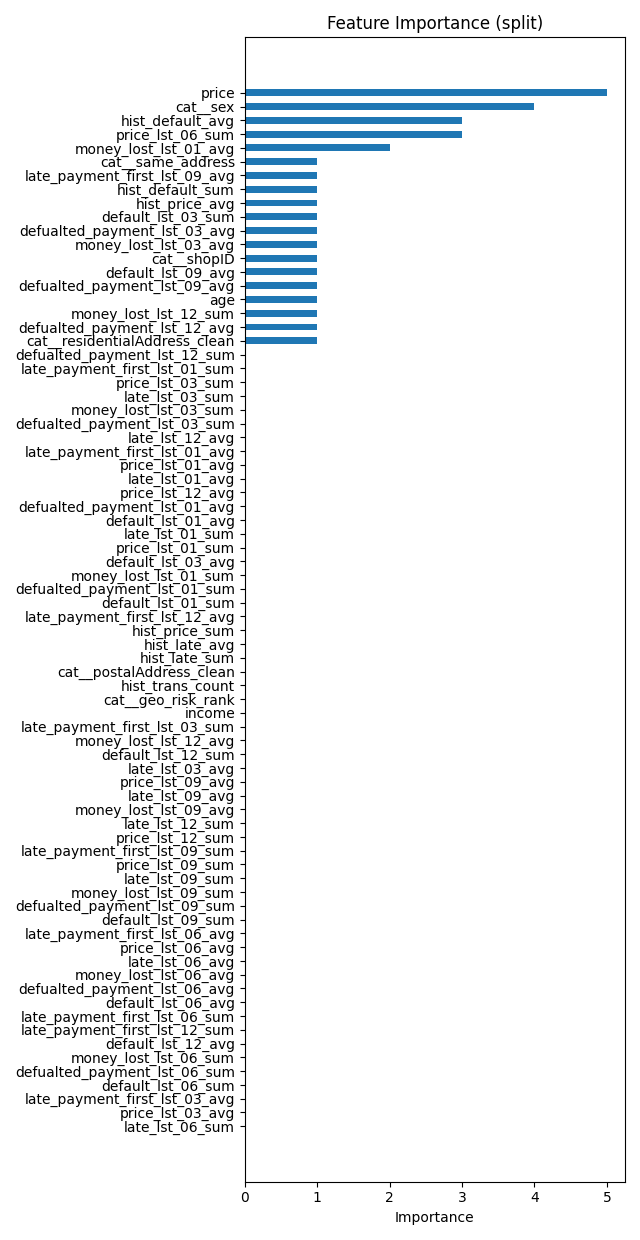 Feature Importance (split)
price
cat__sex
hist_default_avg
price_lst_06_sum
money_lost_lst_01_avg
cat__same_address
late_payment_first_lst_09_avg
hist_default_sum
hist_price_avg
default_lst_03_sum
defualted_payment_lst_03_avg
money_lost_lst_03_avg
cat__shopID
default_lst_09_avg
defualted_payment_lst_09_avg
age
money_lost_lst_12_sum
defualted_payment_lst_12_avg
cat__residentialAddress_clean
defualted_payment_lst_12_sum
late_payment_first_lst_01_sum
price_lst_03_sum
late_lst_03_sum
money_lost_lst_03_sum
defualted_payment_lst_03_sum
late_lst_12_avg
late_payment_first_lst_01_avg
price_lst_01_avg
late_lst_01_avg
price_lst_12_avg
defualted_payment_lst_01_avg
default_lst_01_avg
late_lst_01_sum
price_lst_01_sum
default_lst_03_avg
money_lost_lst_01_sum
defualted_payment_lst_01_sum
default_lst_01_sum
late_payment_first_lst_12_avg
hist_price_sum
hist_late_avg
hist_late_sum
cat__postalAddress_clean
hist_trans_count
cat__geo_risk_rank
income
late_payment_first_lst_03_sum
money_lost_lst_12_avg
default_lst_12_sum
late_lst_03_avg
price_lst_09_avg
late_lst_09_avg
money_lost_lst_09_avg
late_lst_12_sum
price_lst_12_sum
late_payment_first_lst_09_sum
price_lst_09_sum
late_lst_09_sum
money_lost_lst_09_sum
defualted_payment_lst_09_sum
default_lst_09_sum
late_payment_first_lst_06_avg
price_lst_06_avg
late_lst_06_avg
money_lost_lst_06_avg
defualted_payment_lst_06_avg
default_lst_06_avg
late_payment_first_lst_06_sum
late_payment_first_lst_12_sum
default_lst_12_avg
money_lost_lst_06_sum
defualted_payment_lst_06_sum
default_lst_06_sum
late_payment_first_lst_03_avg
price_lst_03_avg
late_lst_06_sum
0 1 2 3 4 5
Importance